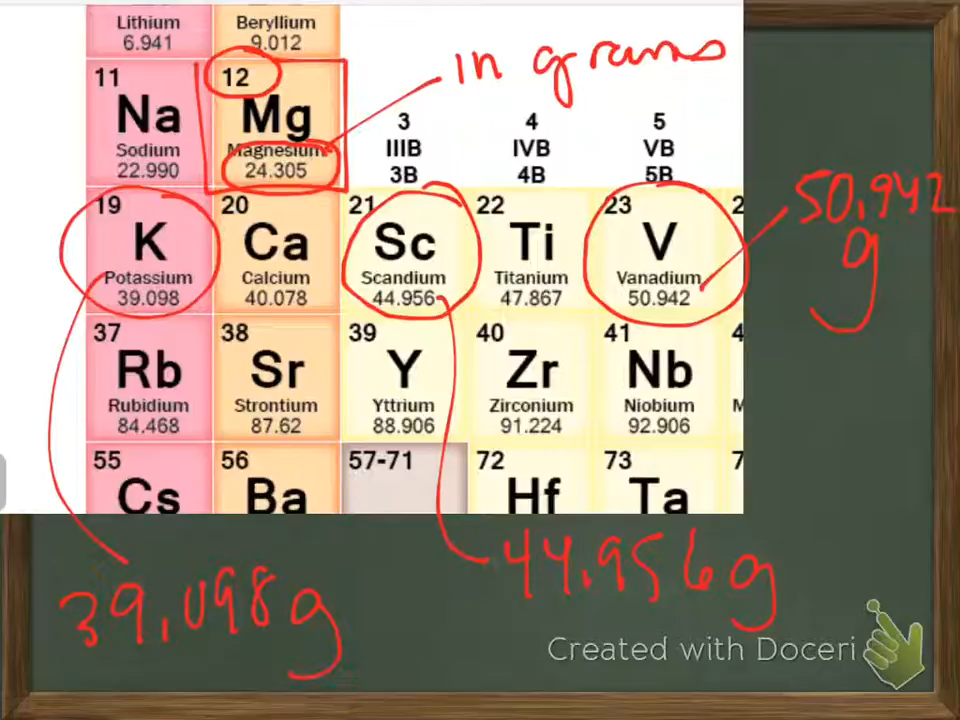 Lithium Beryllium
6.941 9.012
in grams
11 12
Na Mg 3 4 5
Sodium Magnesium IIIB IVB VB
22.990 24.305 3B 4B 5B
50.942
g
19 20 21 22 23 2
K Ca Sc Ti V
Potassium Calcium Scandium Titanium Vanadium
39.098 40.078 44.956 47.867 50.942
37 38 39 40 41 4
Rb Sr Y Zr Nb
Rubidium Strontium Yttrium Zirconium Niobium M
84.468 87.62 88.906 91.224 92.906
55 56 57-71 72 73 7
Cs Ba Hf Ta
44.956g
39.098g
Created with Doceri